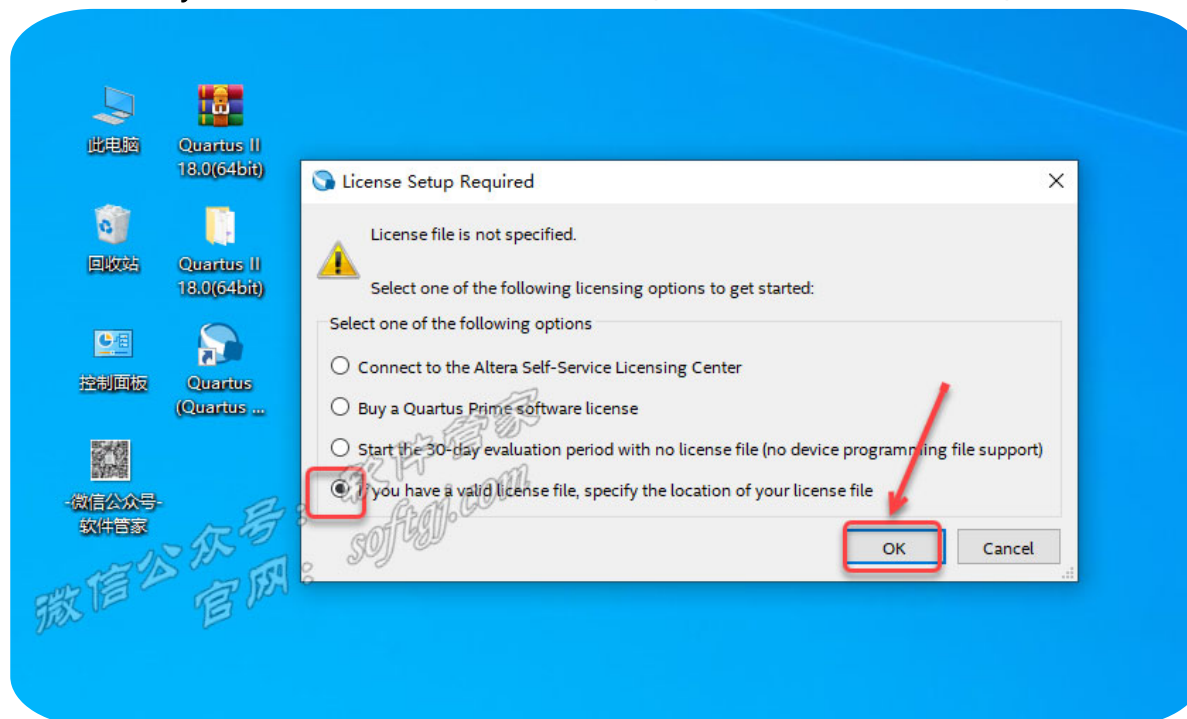 此电脑
Quartus II
18.0(64bit)
回收站
Quartus II
18.0(64bit)
控制面板
Quartus
(Quartus ...
-微信公众号-
软件管家
License Setup Required
License file is not specified.
Select one of the following licensing options to get started:
Select one of the following options
Connect to the Altera Self-Service Licensing Center
Buy a Quartus Prime software license
Start the 30-day evaluation period with no license file (no device programming file support)
If you have a valid license file, specify the location of your license file
OK
Cancel
微信公众号：软件管家
官网：softgj.com